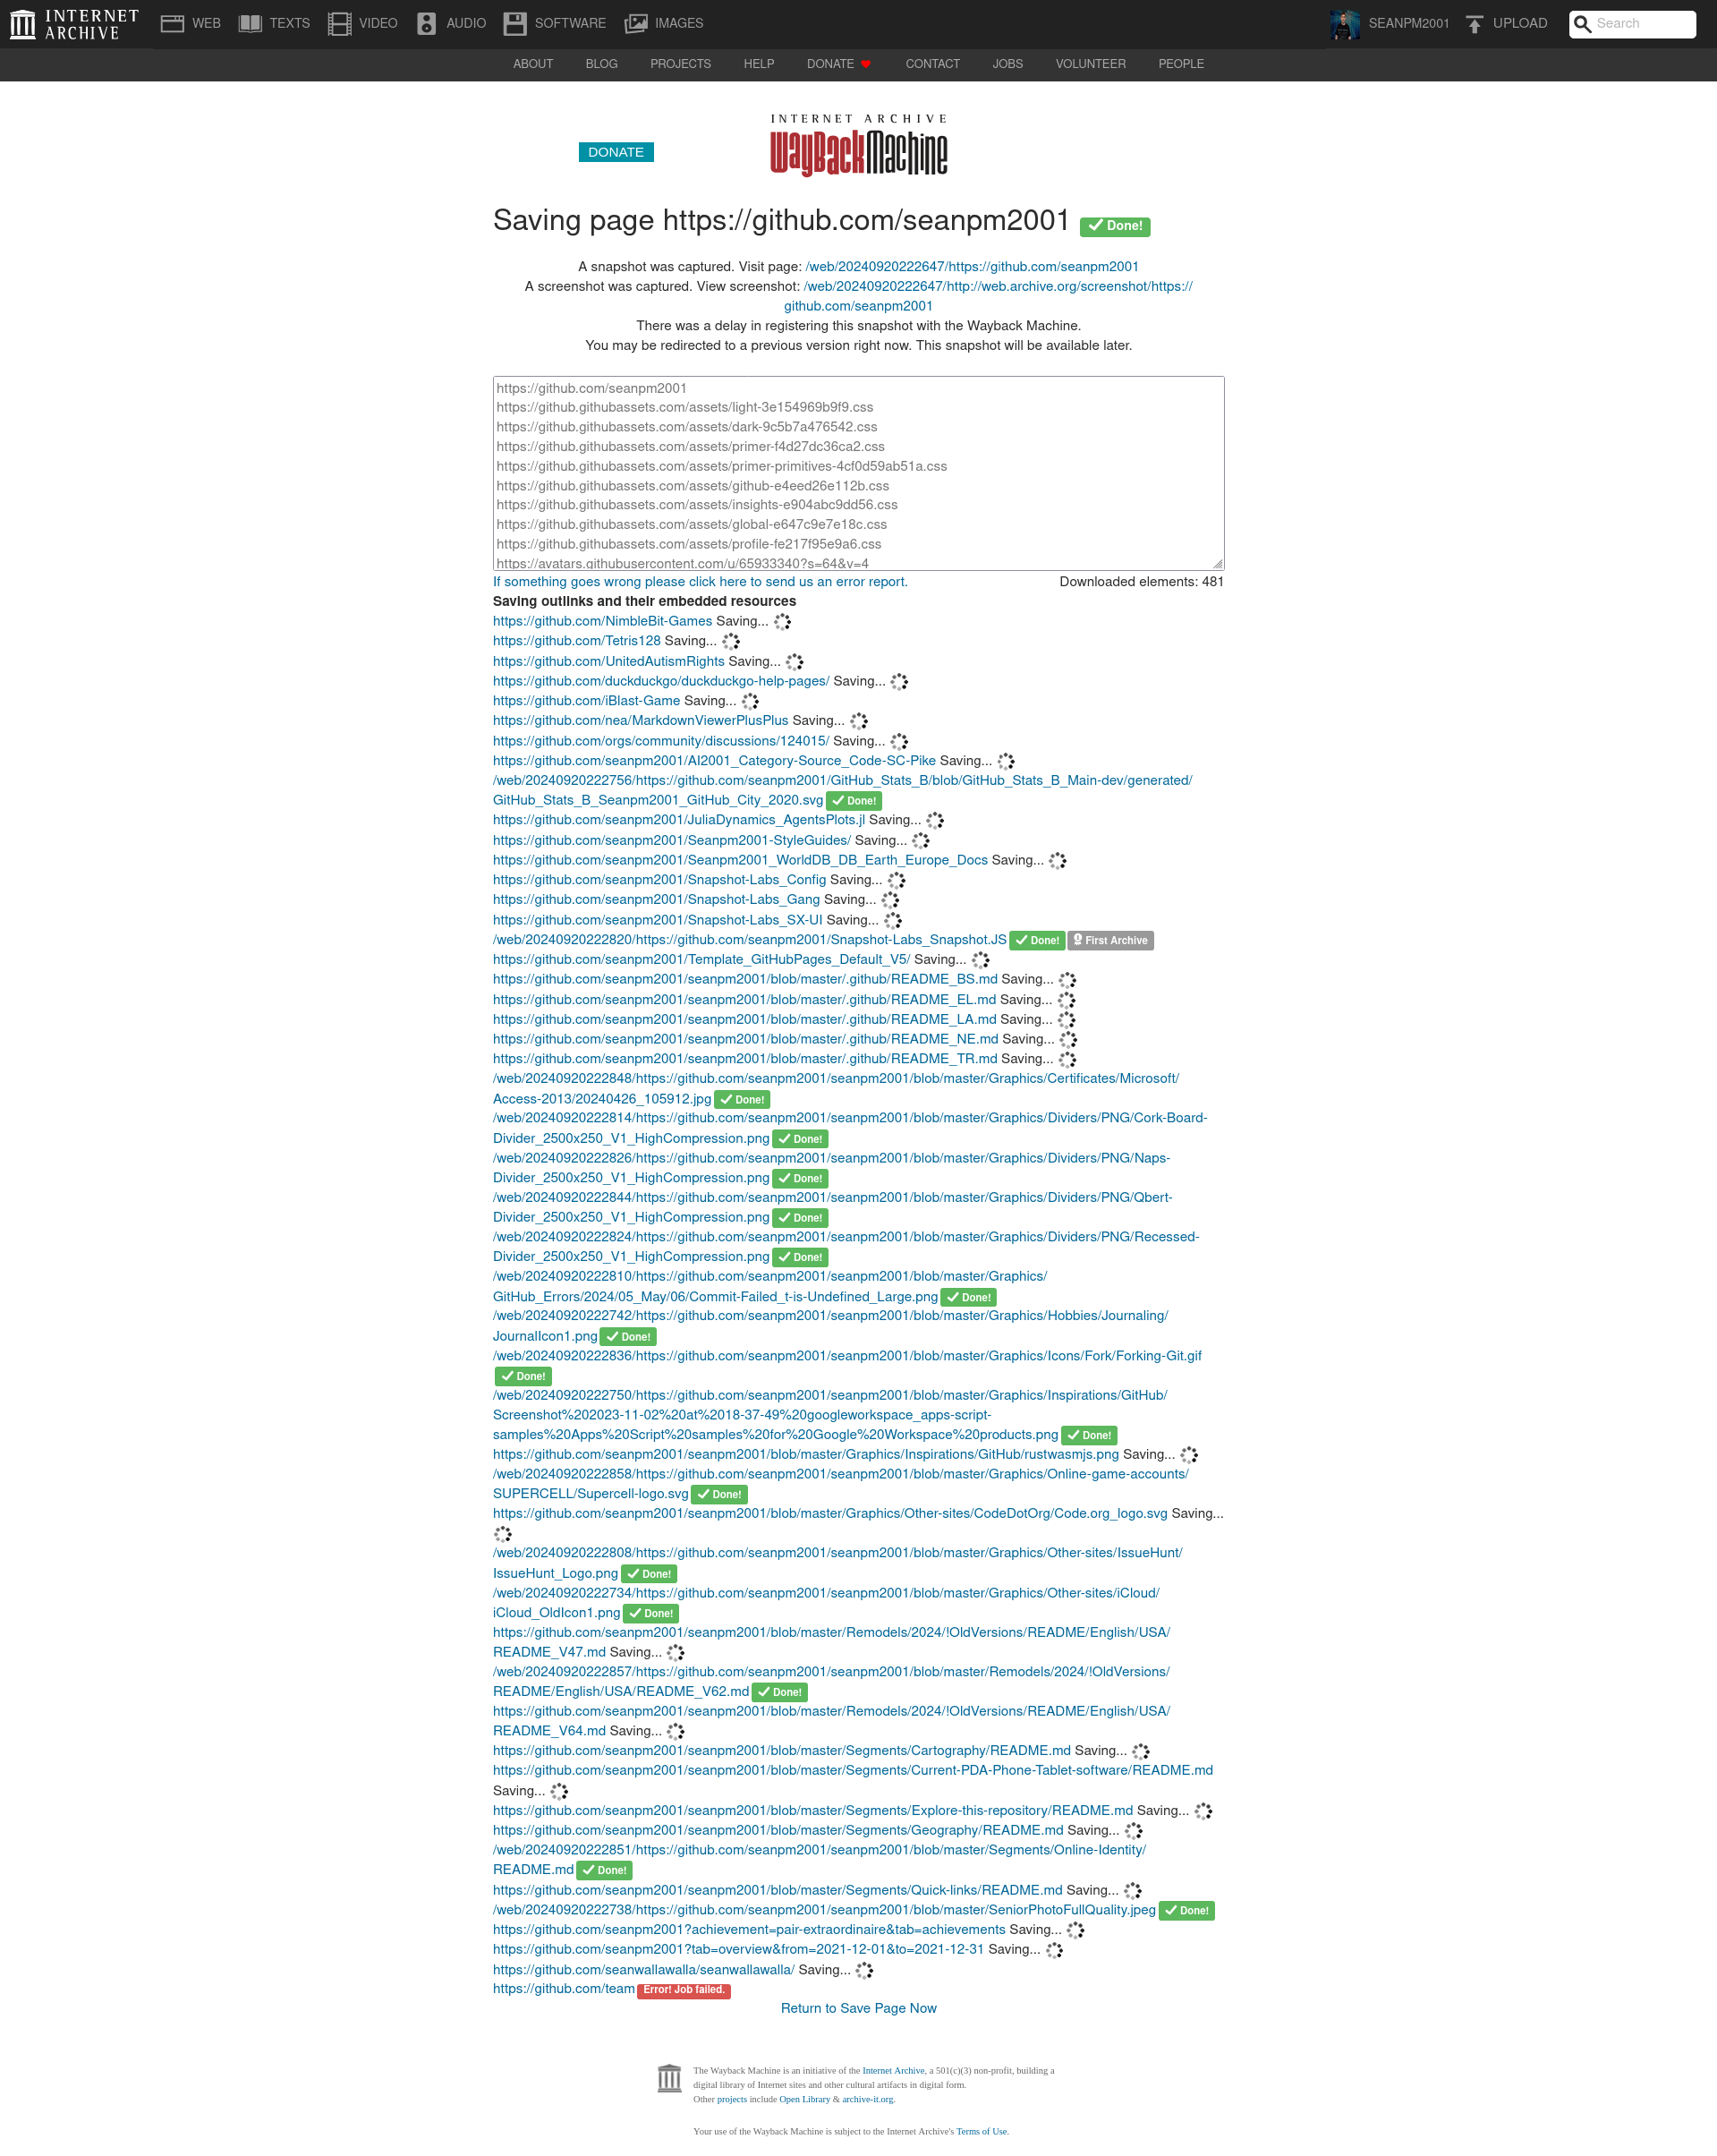 INTERNET ARCHIVE
WEB TEXTS VIDEO AUDIO SOFTWARE IMAGES SEANPM2001 UPLOAD Search
ABOUT BLOG PROJECTS HELP DONATE CONTACT JOBS VOLUNTEER PEOPLE
INTERNET ARCHIVE
WayBackMachine
DONATE
Saving page https://github.com/seanpm2001 Done!
A snapshot was captured. Visit page: /web/20240920222647/https://github.com/seanpm2001
A screenshot was captured. View screenshot: /web/20240920222647/http://web.archive.org/screenshot/https://
github.com/seanpm2001
There was a delay in registering this snapshot with the Wayback Machine.
You may be redirected to a previous version right now. This snapshot will be available later.
https://github.com/seanpm2001
https://github.githubassets.com/assets/light-3e154969b9f9.css
https://github.githubassets.com/assets/dark-9c5b7a476542.css
https://github.githubassets.com/assets/primer-f4d27dc36ca2.css
https://github.githubassets.com/assets/primer-primitives-4cf0d59ab51a.css
https://github.githubassets.com/assets/github-e4eed26e112b.css
https://github.githubassets.com/assets/insights-e904abc9dd56.css
https://github.githubassets.com/assets/global-e647c9e7e18c.css
https://github.githubassets.com/assets/profile-fe217f95e9a6.css
https://avatars.githubusercontent.com/u/65933340?s=64&v=4
If something goes wrong please click here to send us an error report. Downloaded elements: 481
Saving outlinks and their embedded resources
https://github.com/NimbleBit-Games Saving...
https://github.com/Tetris128 Saving...
https://github.com/UnitedAutismRights Saving...
https://github.com/duckduckgo/duckduckgo-help-pages/ Saving...
https://github.com/iBlast-Game Saving...
https://github.com/nea/MarkdownViewerPlusPlus Saving...
https://github.com/orgs/community/discussions/124015/ Saving...
https://github.com/seanpm2001/AI2001_Category-Source_Code-SC-Pike Saving...
/web/20240920222756/https://github.com/seanpm2001/GitHub_Stats_B/blob/GitHub_Stats_B_Main-dev/generated/
GitHub_Stats_B_Seanpm2001_GitHub_City_2020.svg Done!
https://github.com/seanpm2001/JuliaDynamics_AgentsPlots.jl Saving...
https://github.com/seanpm2001/Seanpm2001-StyleGuides/ Saving...
https://github.com/seanpm2001/Seanpm2001_WorldDB_DB_Earth_Europe_Docs Saving...
https://github.com/seanpm2001/Snapshot-Labs_Config Saving...
https://github.com/seanpm2001/Snapshot-Labs_Gang Saving...
https://github.com/seanpm2001/Snapshot-Labs_SX-UI Saving...
/web/20240920222820/https://github.com/seanpm2001/Snapshot-Labs_Snapshot.JS Done! First Archive
https://github.com/seanpm2001/Template_GitHubPages_Default_V5/ Saving...
https://github.com/seanpm2001/seanpm2001/blob/master/.github/README_BS.md Saving...
https://github.com/seanpm2001/seanpm2001/blob/master/.github/README_EL.md Saving...
https://github.com/seanpm2001/seanpm2001/blob/master/.github/README_LA.md Saving...
https://github.com/seanpm2001/seanpm2001/blob/master/.github/README_NE.md Saving...
https://github.com/seanpm2001/seanpm2001/blob/master/.github/README_TR.md Saving...
/web/20240920222848/https://github.com/seanpm2001/seanpm2001/blob/master/Graphics/Certificates/Microsoft/
Access-2013/20240426_105912.jpg Done!
/web/20240920222814/https://github.com/seanpm2001/seanpm2001/blob/master/Graphics/Dividers/PNG/Cork-Board-
Divider_2500x250_V1_HighCompression.png Done!
/web/20240920222826/https://github.com/seanpm2001/seanpm2001/blob/master/Graphics/Dividers/PNG/Naps-
Divider_2500x250_V1_HighCompression.png Done!
/web/20240920222844/https://github.com/seanpm2001/seanpm2001/blob/master/Graphics/Dividers/PNG/Qbert-
Divider_2500x250_V1_HighCompression.png Done!
/web/20240920222824/https://github.com/seanpm2001/seanpm2001/blob/master/Graphics/Dividers/PNG/Recessed-
Divider_2500x250_V1_HighCompression.png Done!
/web/20240920222810/https://github.com/seanpm2001/seanpm2001/blob/master/Graphics/
GitHub_Errors/2024/05_May/06/Commit-Failed_t-is-Undefined_Large.png Done!
/web/20240920222742/https://github.com/seanpm2001/seanpm2001/blob/master/Graphics/Hobbies/Journaling/
JournalIcon1.png Done!
/web/20240920222836/https://github.com/seanpm2001/seanpm2001/blob/master/Graphics/Icons/Fork/Forking-Git.gif
Done!
/web/20240920222750/https://github.com/seanpm2001/seanpm2001/blob/master/Graphics/Inspirations/GitHub/
Screenshot%202023-11-02%20at%2018-37-49%20googleworkspace_apps-script-
samples%20Apps%20Script%20samples%20for%20Google%20Workspace%20products.png Done!
https://github.com/seanpm2001/seanpm2001/blob/master/Graphics/Inspirations/GitHub/rustwasmjs.png Saving...
/web/20240920222858/https://github.com/seanpm2001/seanpm2001/blob/master/Graphics/Online-game-accounts/
SUPERCELL/Supercell-logo.svg Done!
https://github.com/seanpm2001/seanpm2001/blob/master/Graphics/Other-sites/CodeDotOrg/Code.org_logo.svg Saving...
/web/20240920222808/https://github.com/seanpm2001/seanpm2001/blob/master/Graphics/Other-sites/IssueHunt/
IssueHunt_Logo.png Done!
/web/20240920222734/https://github.com/seanpm2001/seanpm2001/blob/master/Graphics/Other-sites/iCloud/
iCloud_OldIcon1.png Done!
https://github.com/seanpm2001/seanpm2001/blob/master/Remodels/2024/!OldVersions/README/English/USA/
README_V47.md Saving...
/web/20240920222857/https://github.com/seanpm2001/seanpm2001/blob/master/Remodels/2024/!OldVersions/
README/English/USA/README_V62.md Done!
https://github.com/seanpm2001/seanpm2001/blob/master/Remodels/2024/!OldVersions/README/English/USA/
README_V64.md Saving...
https://github.com/seanpm2001/seanpm2001/blob/master/Segments/Cartography/README.md Saving...
https://github.com/seanpm2001/seanpm2001/blob/master/Segments/Current-PDA-Phone-Tablet-software/README.md
Saving...
https://github.com/seanpm2001/seanpm2001/blob/master/Segments/Explore-this-repository/README.md Saving...
https://github.com/seanpm2001/seanpm2001/blob/master/Segments/Geography/README.md Saving...
/web/20240920222851/https://github.com/seanpm2001/seanpm2001/blob/master/Segments/Online-Identity/
README.md Done!
https://github.com/seanpm2001/seanpm2001/blob/master/Segments/Quick-links/README.md Saving...
/web/20240920222738/https://github.com/seanpm2001/seanpm2001/blob/master/SeniorPhotoFullQuality.jpeg Done!
https://github.com/seanpm2001?achievement=pair-extraordinaire&tab=achievements Saving...
https://github.com/seanpm2001?tab=overview&from=2021-12-01&to=2021-12-31 Saving...
https://github.com/seanwallawalla/seanwallawalla/ Saving...
https://github.com/team Error! Job failed.
Return to Save Page Now
The Wayback Machine is an initiative of the Internet Archive, a 501(c)(3) non-profit, building a
digital library of Internet sites and other cultural artifacts in digital form.
Other projects include Open Library & archive-it.org.
Your use of the Wayback Machine is subject to the Internet Archive's Terms of Use.